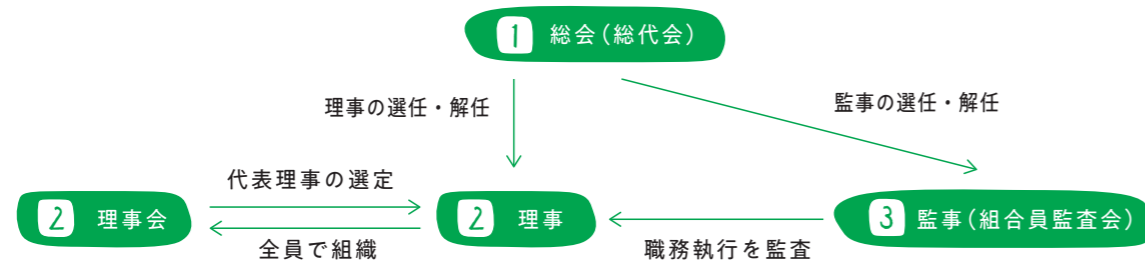 1 総会(総代会)
理事の選任・解任
監事の選任・解任
代表理事の選定
2 理事会
2 理事
3 監事(組合員監査会)
全員で組織
職務執行を監査